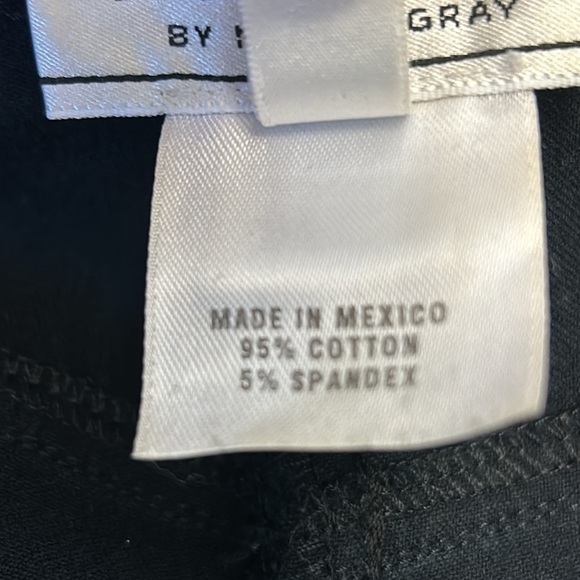 BY GRAY
MADE IN MEXICO
95% COTTON
5% SPANDEX